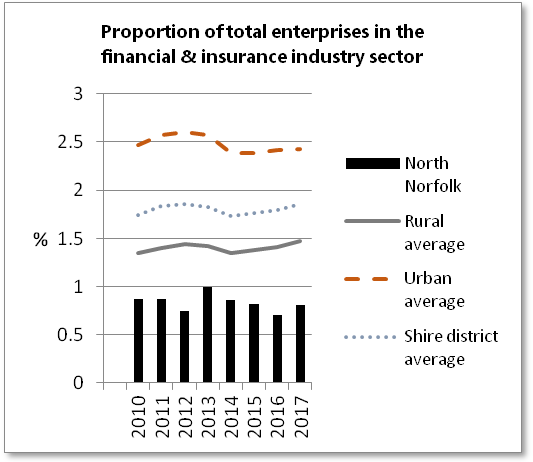 Proportion of total enterprises in the
financial & insurance industry sector
3
2.5
2
1.5
1
0.5
0
%
2010
2011
2012
2013
2014
2015
2016
2017
North
Norfolk
Rural
average
Urban
average
Shire district
average